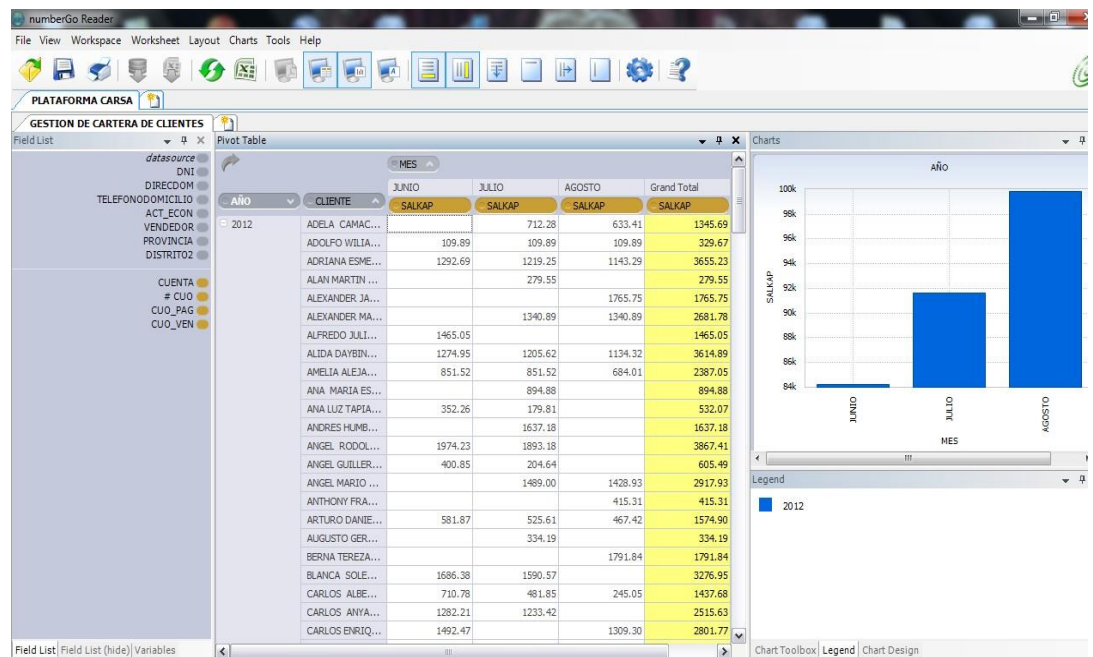 numberGo Reader
File View Workspace Worksheet Layout Charts Tools Help
PLATAFORMA CARSA
GESTION DE CARTERA DE CLIENTES
Field List
datasource
DNI
DIRECDOM
TELEFONODOMICILIO
ACT_ECON
VENDEDOR
PROVINCIA
DISTRITO2
CUENTA
# CUO
CUO_PAG
CUO_VEN
Field List Field List (hide) Variables
Pivot Table
MES
JUNIO JULIO AGOSTO Grand Total
AÑO CLIENTE SALKAP SALKAP SALKAP SALKAP
2012 ADELA CAMAC... 712.28 633.41 1345.69
ADOLFO WILIA... 109.89 109.89 109.89 329.67
ADRIANA ESME... 1292.69 1219.25 1143.29 3655.23
ALAN MARTIN ... 279.55 279.55
ALEXANDER JA... 1765.75 1765.75
ALEXANDER MA... 1340.89 1340.89 2681.78
ALFREDO JULI... 1465.05 1465.05
ALIDA DAYBIN... 1274.95 1205.62 1134.32 3614.89
AMELIA ALEJA... 851.52 851.52 684.01 2387.05
ANA MARIA ES... 894.88 894.88
ANA LUZ TAPIA... 352.26 179.81 532.07
ANDRES HUMB... 1637.18 1637.18
ANGEL RODOL... 1974.23 1893.18 3867.41
ANGEL GUILLER... 400.85 204.64 605.49
ANGEL MARIO ... 1489.00 1428.93 2917.93
ANTHONY FRA... 415.31 415.31
ARTURO DANIE... 581.87 525.61 467.42 1574.90
AUGUSTO GER... 334.19 334.19
BERNA TEREZA... 1791.84 1791.84
BLANCA SOLE... 1686.38 1590.57 3276.95
CARLOS ALBE... 710.78 481.85 245.05 1437.68
CARLOS ANYA... 1282.21 1233.42 2515.63
CARLOS ENRIQ... 1492.47 1309.30 2801.77
Charts
AÑO
100k
98k
96k
94k
92k
90k
88k
86k
84k
SALKAP
JUNIO JULIO AGOSTO
MES
Legend
2012
Chart Toolbox Legend Chart Design